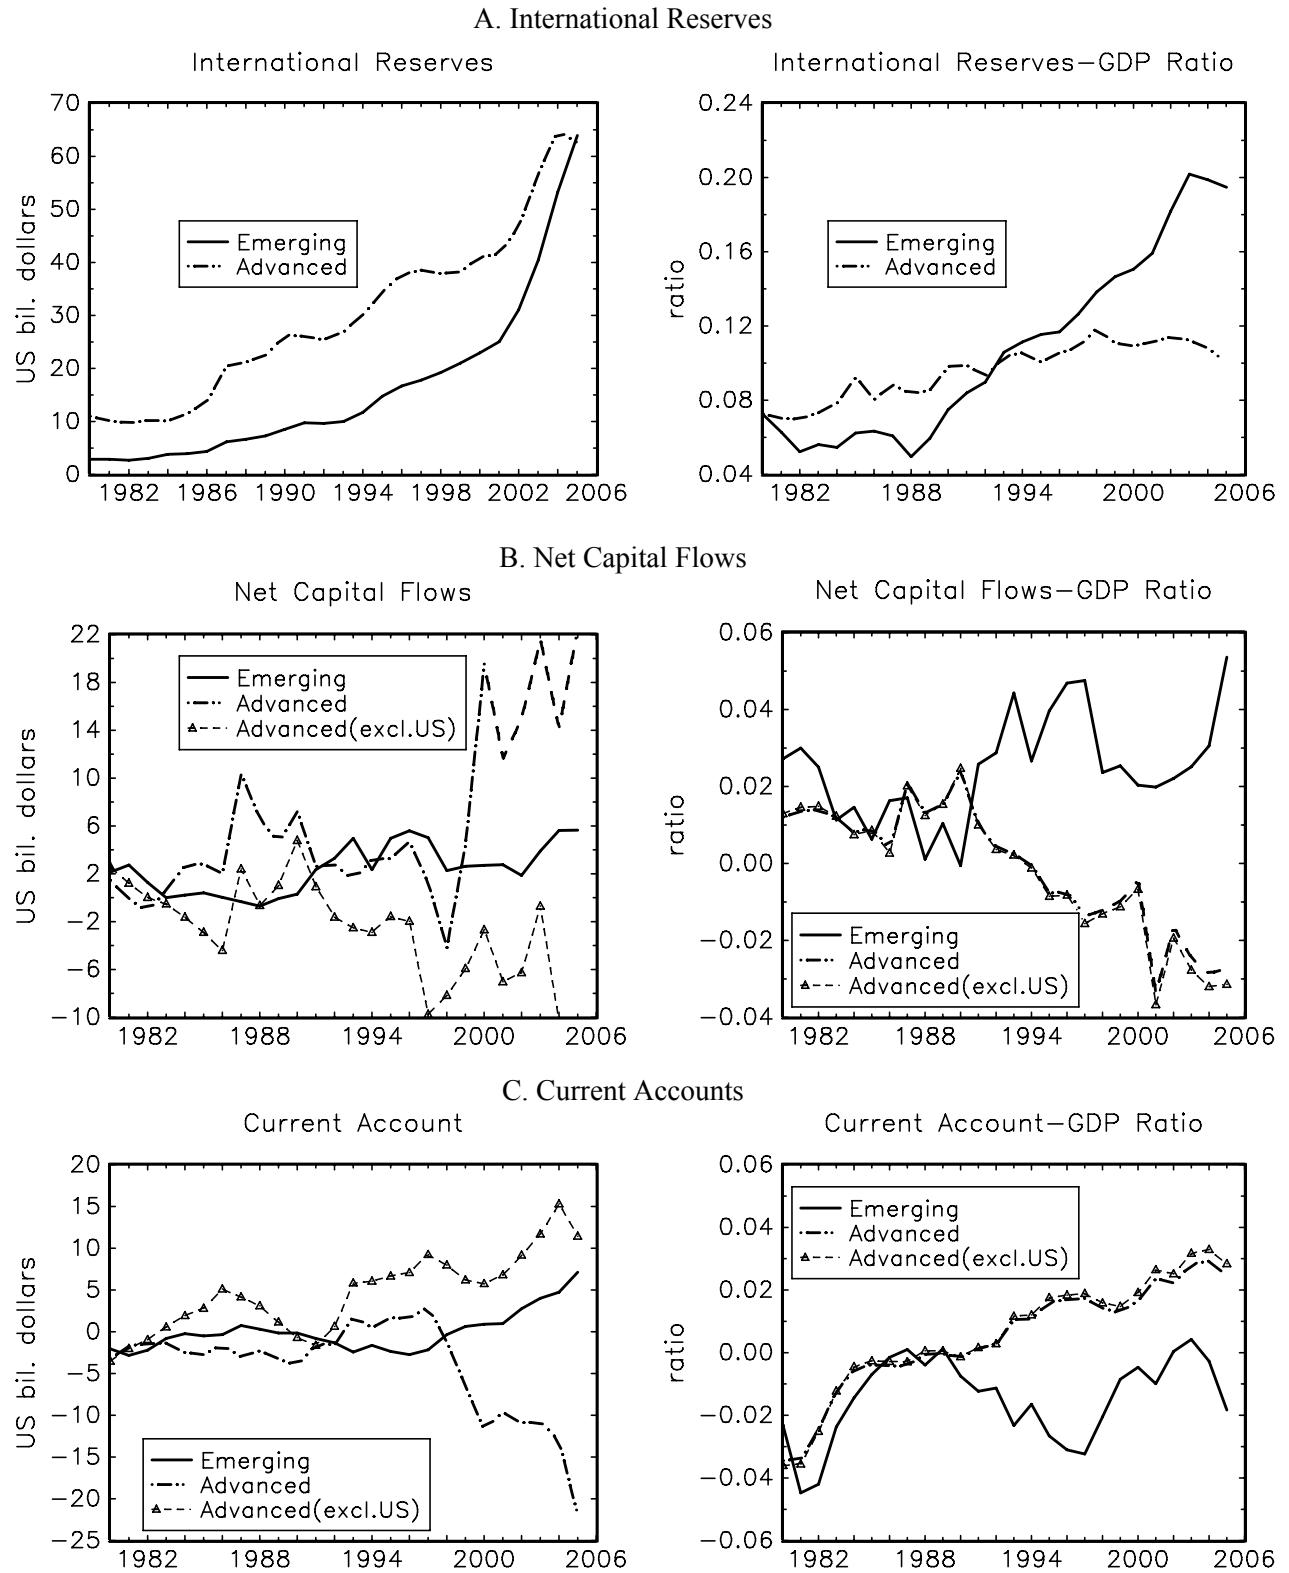 A. International Reserves
International Reserves
70
60
50
40
30
20
10
0
US bil. dollars
Emerging
Advanced
1982 1986 1990 1994 1998 2002 2006
International Reserves-GDP Ratio
0.24
0.20
0.16
0.12
0.08
0.04
ratio
Emerging
Advanced
1982 1988 1994 2000 2006
B. Net Capital Flows
Net Capital Flows
22
18
14
10
6
2
-2
-6
-10
US bil. dollars
Emerging
Advanced
Advanced(excl.US)
1982 1988 1994 2000 2006
Net Capital Flows-GDP Ratio
0.06
0.04
0.02
0.00
-0.02
-0.04
ratio
Emerging
Advanced
Advanced(excl.US)
1982 1988 1994 2000 2006
C. Current Accounts
Current Account
20
15
10
5
0
-5
-10
-15
-20
-25
US bil. dollars
Emerging
Advanced
Advanced(excl.US)
1982 1988 1994 2000 2006
Current Account-GDP Ratio
0.06
0.04
0.02
0.00
-0.02
-0.04
-0.06
ratio
Emerging
Advanced
Advanced(excl.US)
1982 1988 1994 2000 2006